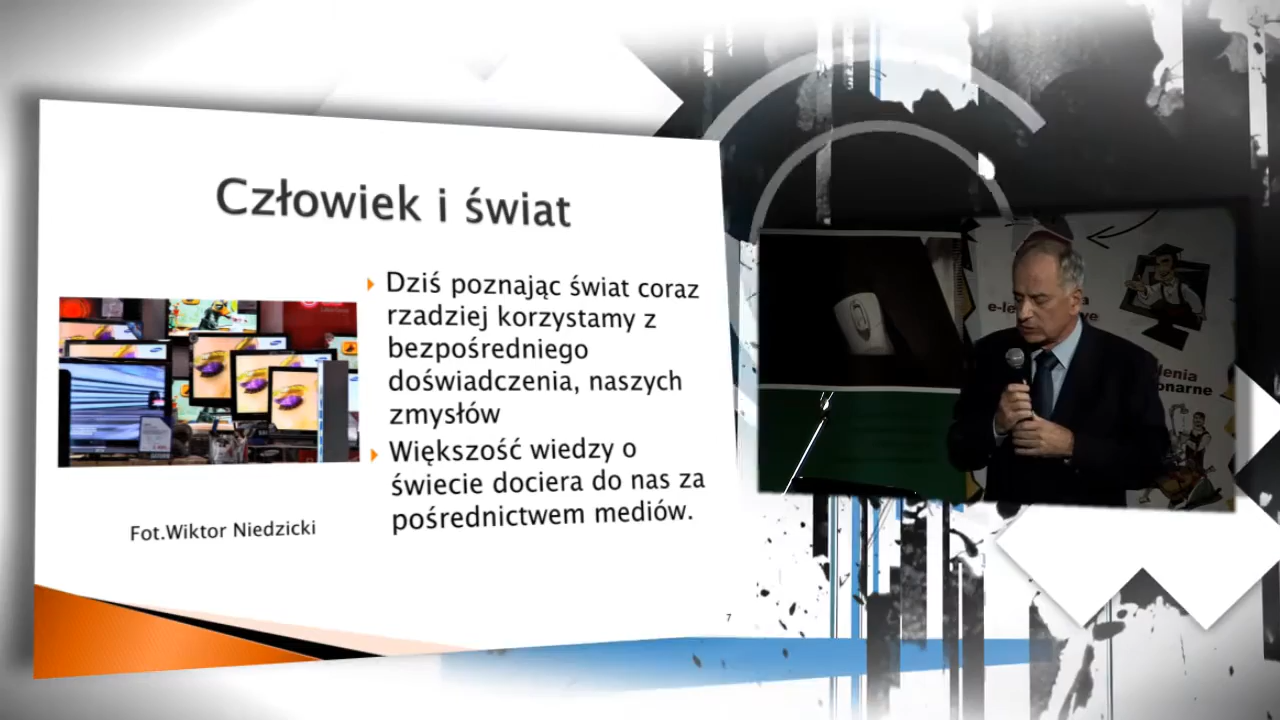 Człowiek i świat
Dziś poznając świat coraz
rzadziej korzystamy z
bezpośredniego
doświadczenia, naszych
zmysłów
Większość wiedzy o
świecie dociera do nas za
pośrednictwem mediów.
Fot.Wiktor Niedzicki
7